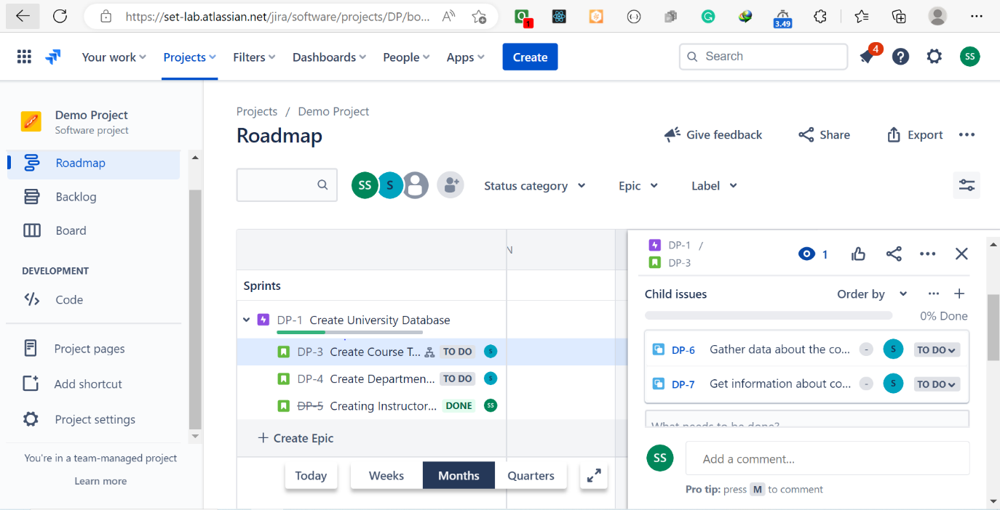 https://set-lab.atlassian.net/jira/software/projects/DP/bo...
1
3.49
Your work
Projects
Filters
Dashboards
People
Apps
Create
Search
4
SS
Demo Project
Software project
Roadmap
Backlog
Board
DEVELOPMENT
Code
Project pages
Add shortcut
Project settings
You're in a team-managed project
Learn more
Projects / Demo Project
Roadmap
Give feedback
Share
Export
SS
S
Status category
Epic
Label
Sprints
DP-1 Create University Database
DP-3 Create Course T... TO DO S
DP-4 Create Departmen... TO DO S
DP-5 Creating Instructor... DONE SS
+ Create Epic
Today
Weeks
Months
Quarters
DP-1 /
DP-3
1
Child issues
Order by
0% Done
DP-6 Gather data about the co... - S TO DO
DP-7 Get information about co... - S TO DO
What needs to be done?
SS
Add a comment...
Pro tip: press M to comment